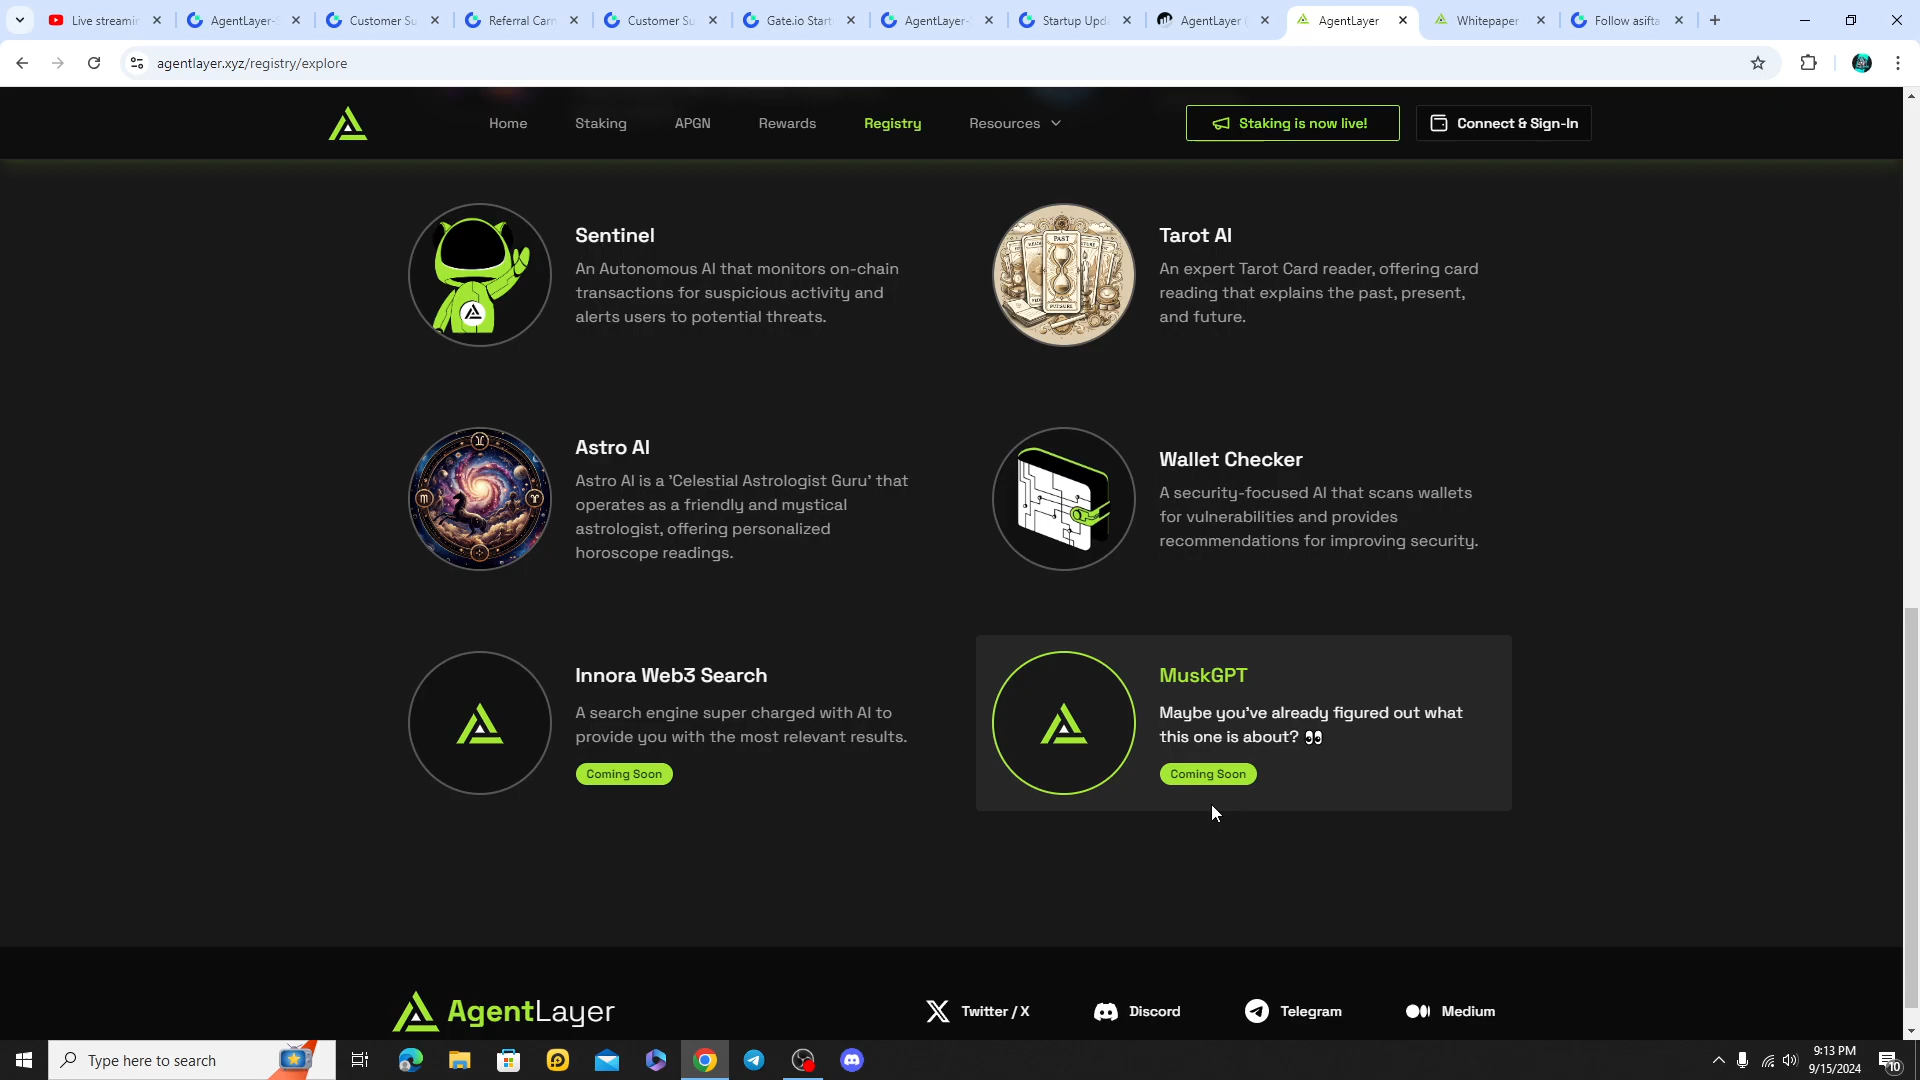 Live streamin
AgentLayer-S
Customer Su
Referral Carn
Customer Su
Gate.io Start
AgentLayer-S
Startup Upda
AgentLayer (
AgentLayer
Whitepaper
Follow asifta
agentlayer.xyz/registry/explore
Home
Staking
APGN
Rewards
Registry
Resources
Staking is now live!
Connect & Sign-In
Sentinel
An Autonomous AI that monitors on-chain
transactions for suspicious activity and
alerts users to potential threats.
PAST
Tarot AI
An expert Tarot Card reader, offering card
reading that explains the past, present,
and future.
Astro AI
Astro AI is a 'Celestial Astrologist Guru' that
operates as a friendly and mystical
astrologist, offering personalized
horoscope readings.
Wallet Checker
A security-focused AI that scans wallets
for vulnerabilities and provides
recommendations for improving security.
Innora Web3 Search
A search engine super charged with AI to
provide you with the most relevant results.
Coming Soon
MuskGPT
Maybe you've already figured out what
this one is about? 👀
Coming Soon
AgentLayer
Twitter / X
Discord
Telegram
Medium
Type here to search
9:13 PM
9/15/2024
10